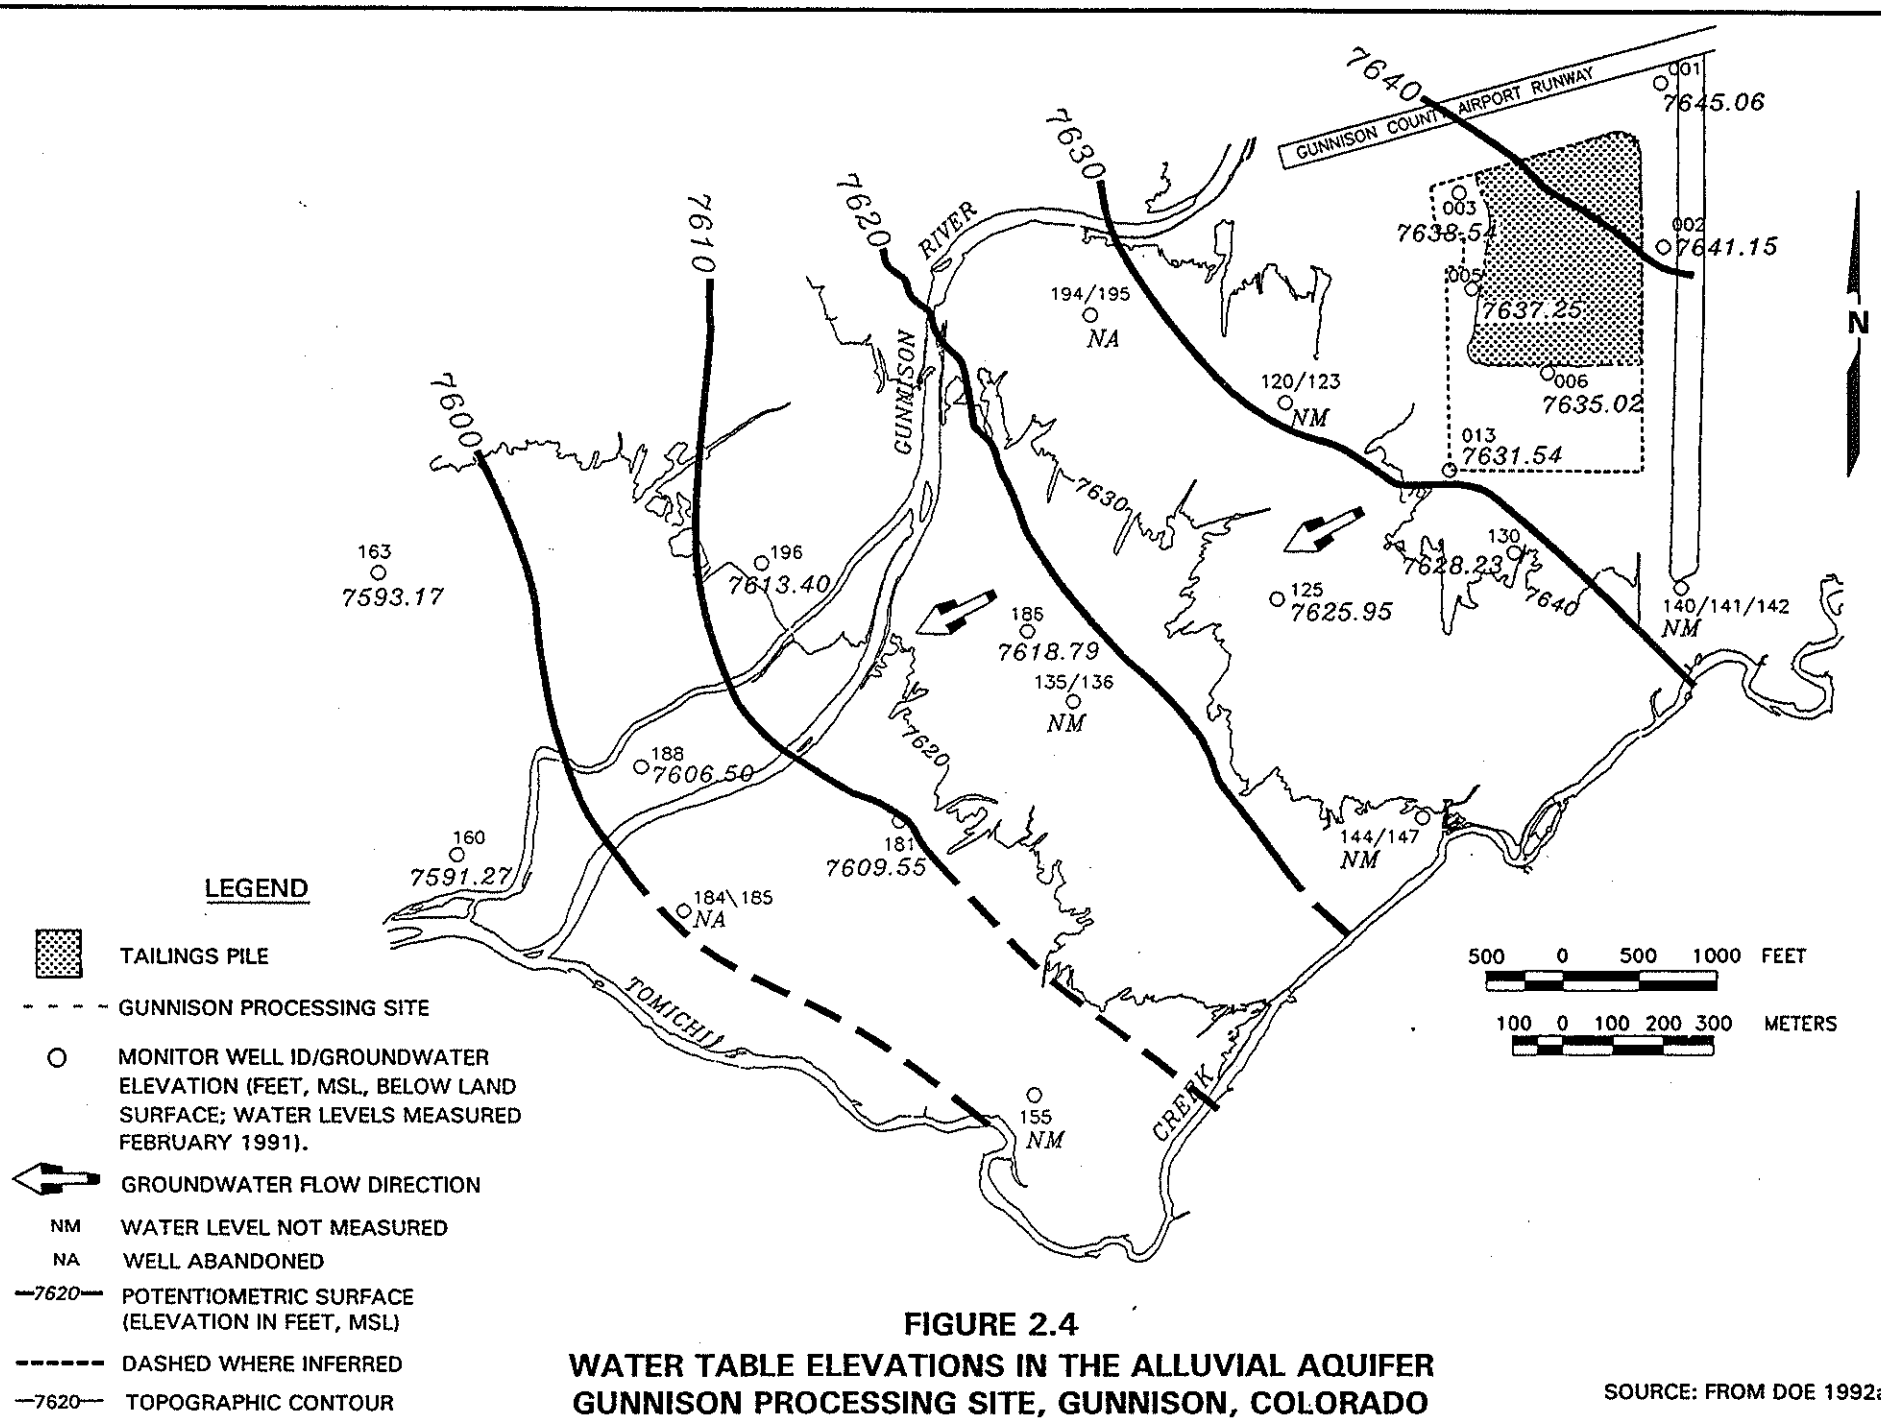 7640
GUNNISON COUNTY AIRPORT RUNWAY
001
7645.06
7630
7620
7610
RIVER
003
7638.54
002
7641.15
005
7637.25
194/195
NA
N
GUNNISON
120/123
NM
006
7635.02
7600
013
7631.54
7630
163
7593.17
196
7613.40
130
7628.23
7640
125
7625.95
140/141/142
NM
186
7618.79
135/136
NM
7620
188
7606.50
181
7609.55
144/147
NM
160
7591.27
184\185
NA
TOMICHI
CREEK
155
NM
500 0 500 1000 FEET
100 0 100 200 300 METERS
LEGEND
TAILINGS PILE
GUNNISON PROCESSING SITE
MONITOR WELL ID/GROUNDWATER
ELEVATION (FEET, MSL, BELOW LAND
SURFACE; WATER LEVELS MEASURED
FEBRUARY 1991).
GROUNDWATER FLOW DIRECTION
NM WATER LEVEL NOT MEASURED
NA WELL ABANDONED
7620 POTENTIOMETRIC SURFACE
(ELEVATION IN FEET, MSL)
DASHED WHERE INFERRED
7620 TOPOGRAPHIC CONTOUR
FIGURE 2.4
WATER TABLE ELEVATIONS IN THE ALLUVIAL AQUIFER
GUNNISON PROCESSING SITE, GUNNISON, COLORADO
SOURCE: FROM DOE 1992a